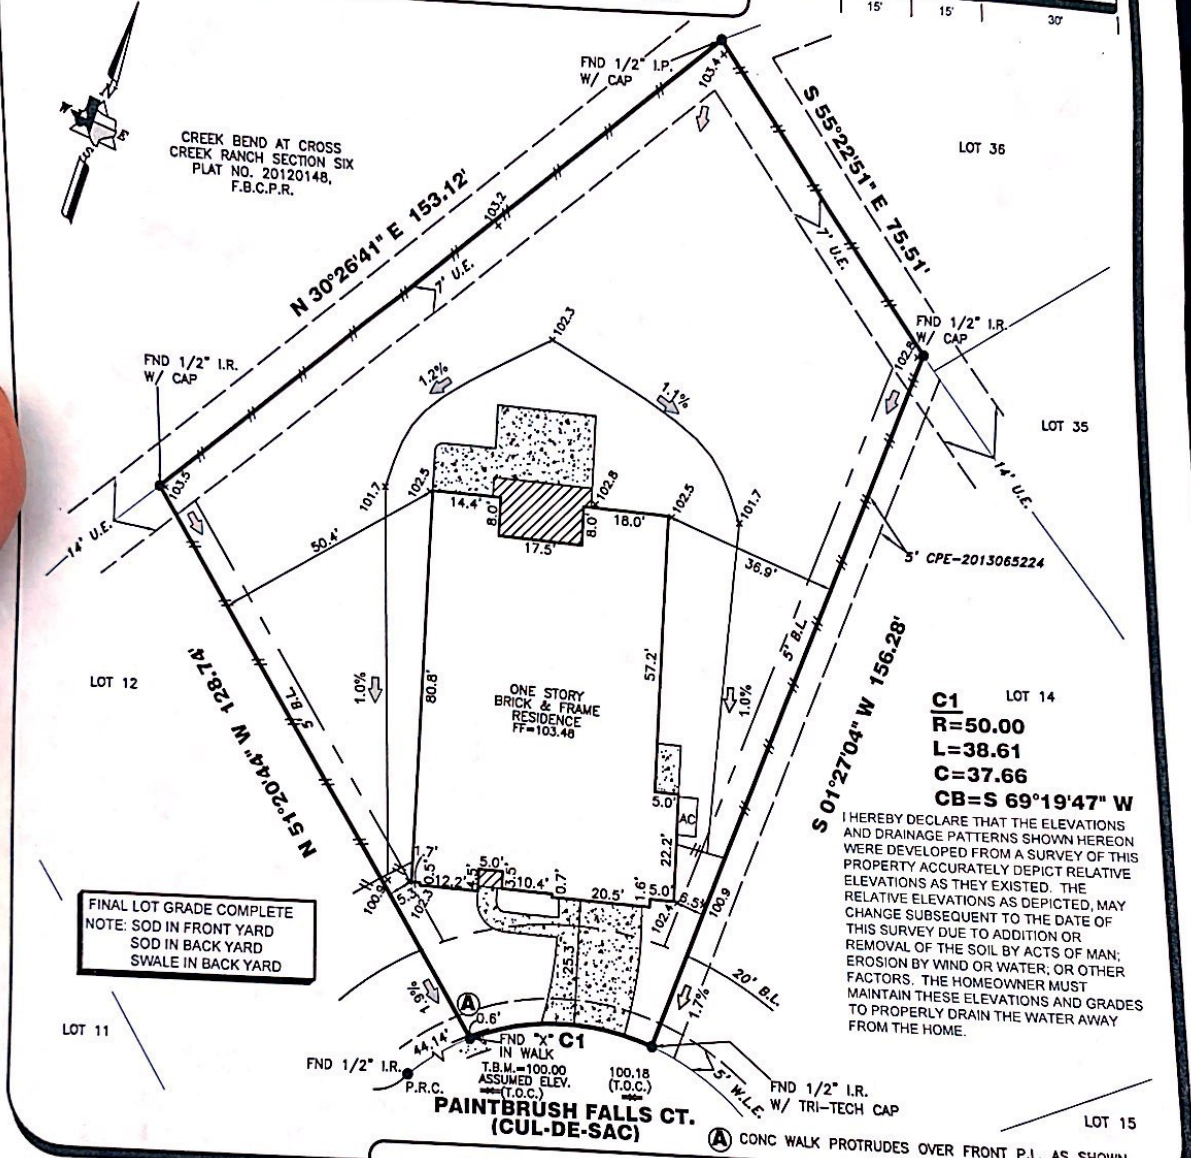 15'
15'
30'
FND 1/2" I.P.
W/ CAP
103.4
S 55°22'51" E 75.51'
LOT 36
N
W
E
S
CREEK BEND AT CROSS
CREEK RANCH SECTION SIX
PLAT NO. 20120148,
F.B.C.P.R.
N 30°26'41" E 153.12'
103.2
7' U.E.
7' U.E.
FND 1/2" I.R.
W/ CAP
102.8
FND 1/2" I.R.
W/ CAP
103.5
102.3
1.2%
1.1%
LOT 35
14' U.E.
14' U.E.
101.7
102.5
14.4'
8.0'
17.5'
8.0'
102.8
18.0'
102.5
101.7
50.4'
36.9'
5' CPE-2013065224
LOT 12
N 51°20'44" W 128.74'
5' B.L.
1.0%
80.8'
ONE STORY
BRICK & FRAME
RESIDENCE
FF=103.48
57.2'
1.0%
5' B.L.
S 01°27'04" W 156.28'
LOT 14
C1
R=50.00
L=38.61
C=37.66
CB=S 69°19'47" W
I HEREBY DECLARE THAT THE ELEVATIONS
AND DRAINAGE PATTERNS SHOWN HEREON
WERE DEVELOPED FROM A SURVEY OF THIS
PROPERTY ACCURATELY DEPICT RELATIVE
ELEVATIONS AS THEY EXISTED. THE
RELATIVE ELEVATIONS AS DEPICTED, MAY
CHANGE SUBSEQUENT TO THE DATE OF
THIS SURVEY DUE TO ADDITION OR
REMOVAL OF THE SOIL BY ACTS OF MAN;
EROSION BY WIND OR WATER; OR OTHER
FACTORS. THE HOMEOWNER MUST
MAINTAIN THESE ELEVATIONS AND GRADES
TO PROPERLY DRAIN THE WATER AWAY
FROM THE HOME.
5.0'
AC
22.2'
1.7'
0.5'
12.2'
5.0'
3.5'
10.4'
0.7'
20.5'
1.6'
5.0'
6.5'
100.9
5.3'
102.3
102.4
100.9
25.3'
FINAL LOT GRADE COMPLETE
NOTE: SOD IN FRONT YARD
SOD IN BACK YARD
SWALE IN BACK YARD
20' B.L.
1.9%
1.7%
A
0.6'
LOT 11
44.14'
FND "X"
IN WALK
C1
FND 1/2" I.R.
P.R.C.
T.B.M.=100.00
ASSUMED ELEV.
(T.O.C.)
100.18
(T.O.C.)
5' W.L.E.
FND 1/2" I.R.
W/ TRI-TECH CAP
PAINTBRUSH FALLS CT.
(CUL-DE-SAC)
LOT 15
A CONC WALK PROTRUDES OVER FRONT P.L. AS SHOWN